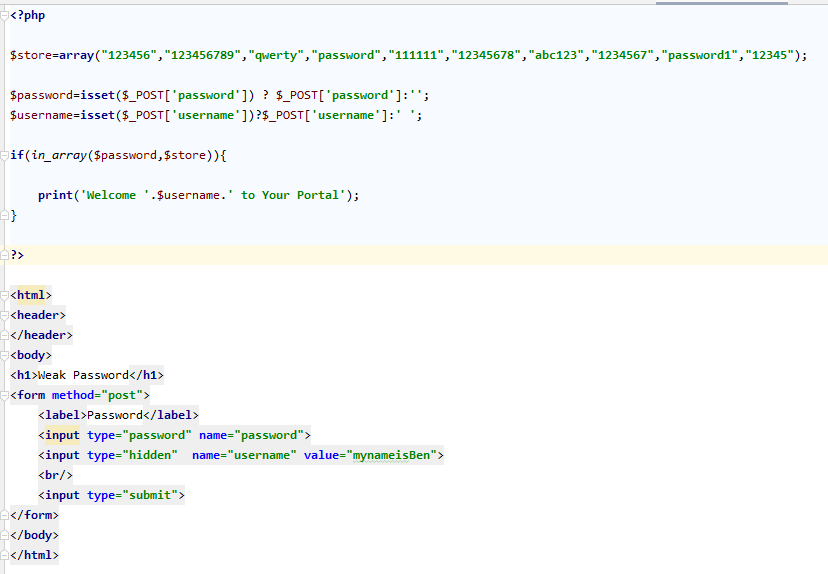 <?php
$store=array("123456","123456789","qwerty","password","111111","12345678","abc123","1234567","password1","12345");
$password=isset($_POST['password']) ? $_POST['password']:'';
$username=isset($_POST['username'])?$_POST['username']:' ';
if(in_array($password,$store)){
print('Welcome '.$username.' to Your Portal');
}
?>
<html>
<header>
</header>
<body>
<h1>Weak Password</h1>
<form method="post">
<label>Password</label>
<input type="password" name="password">
<input type="hidden"  name="username" value="mynameisBen">
<br/>
<input type="submit">
</form>
</body>
</html>